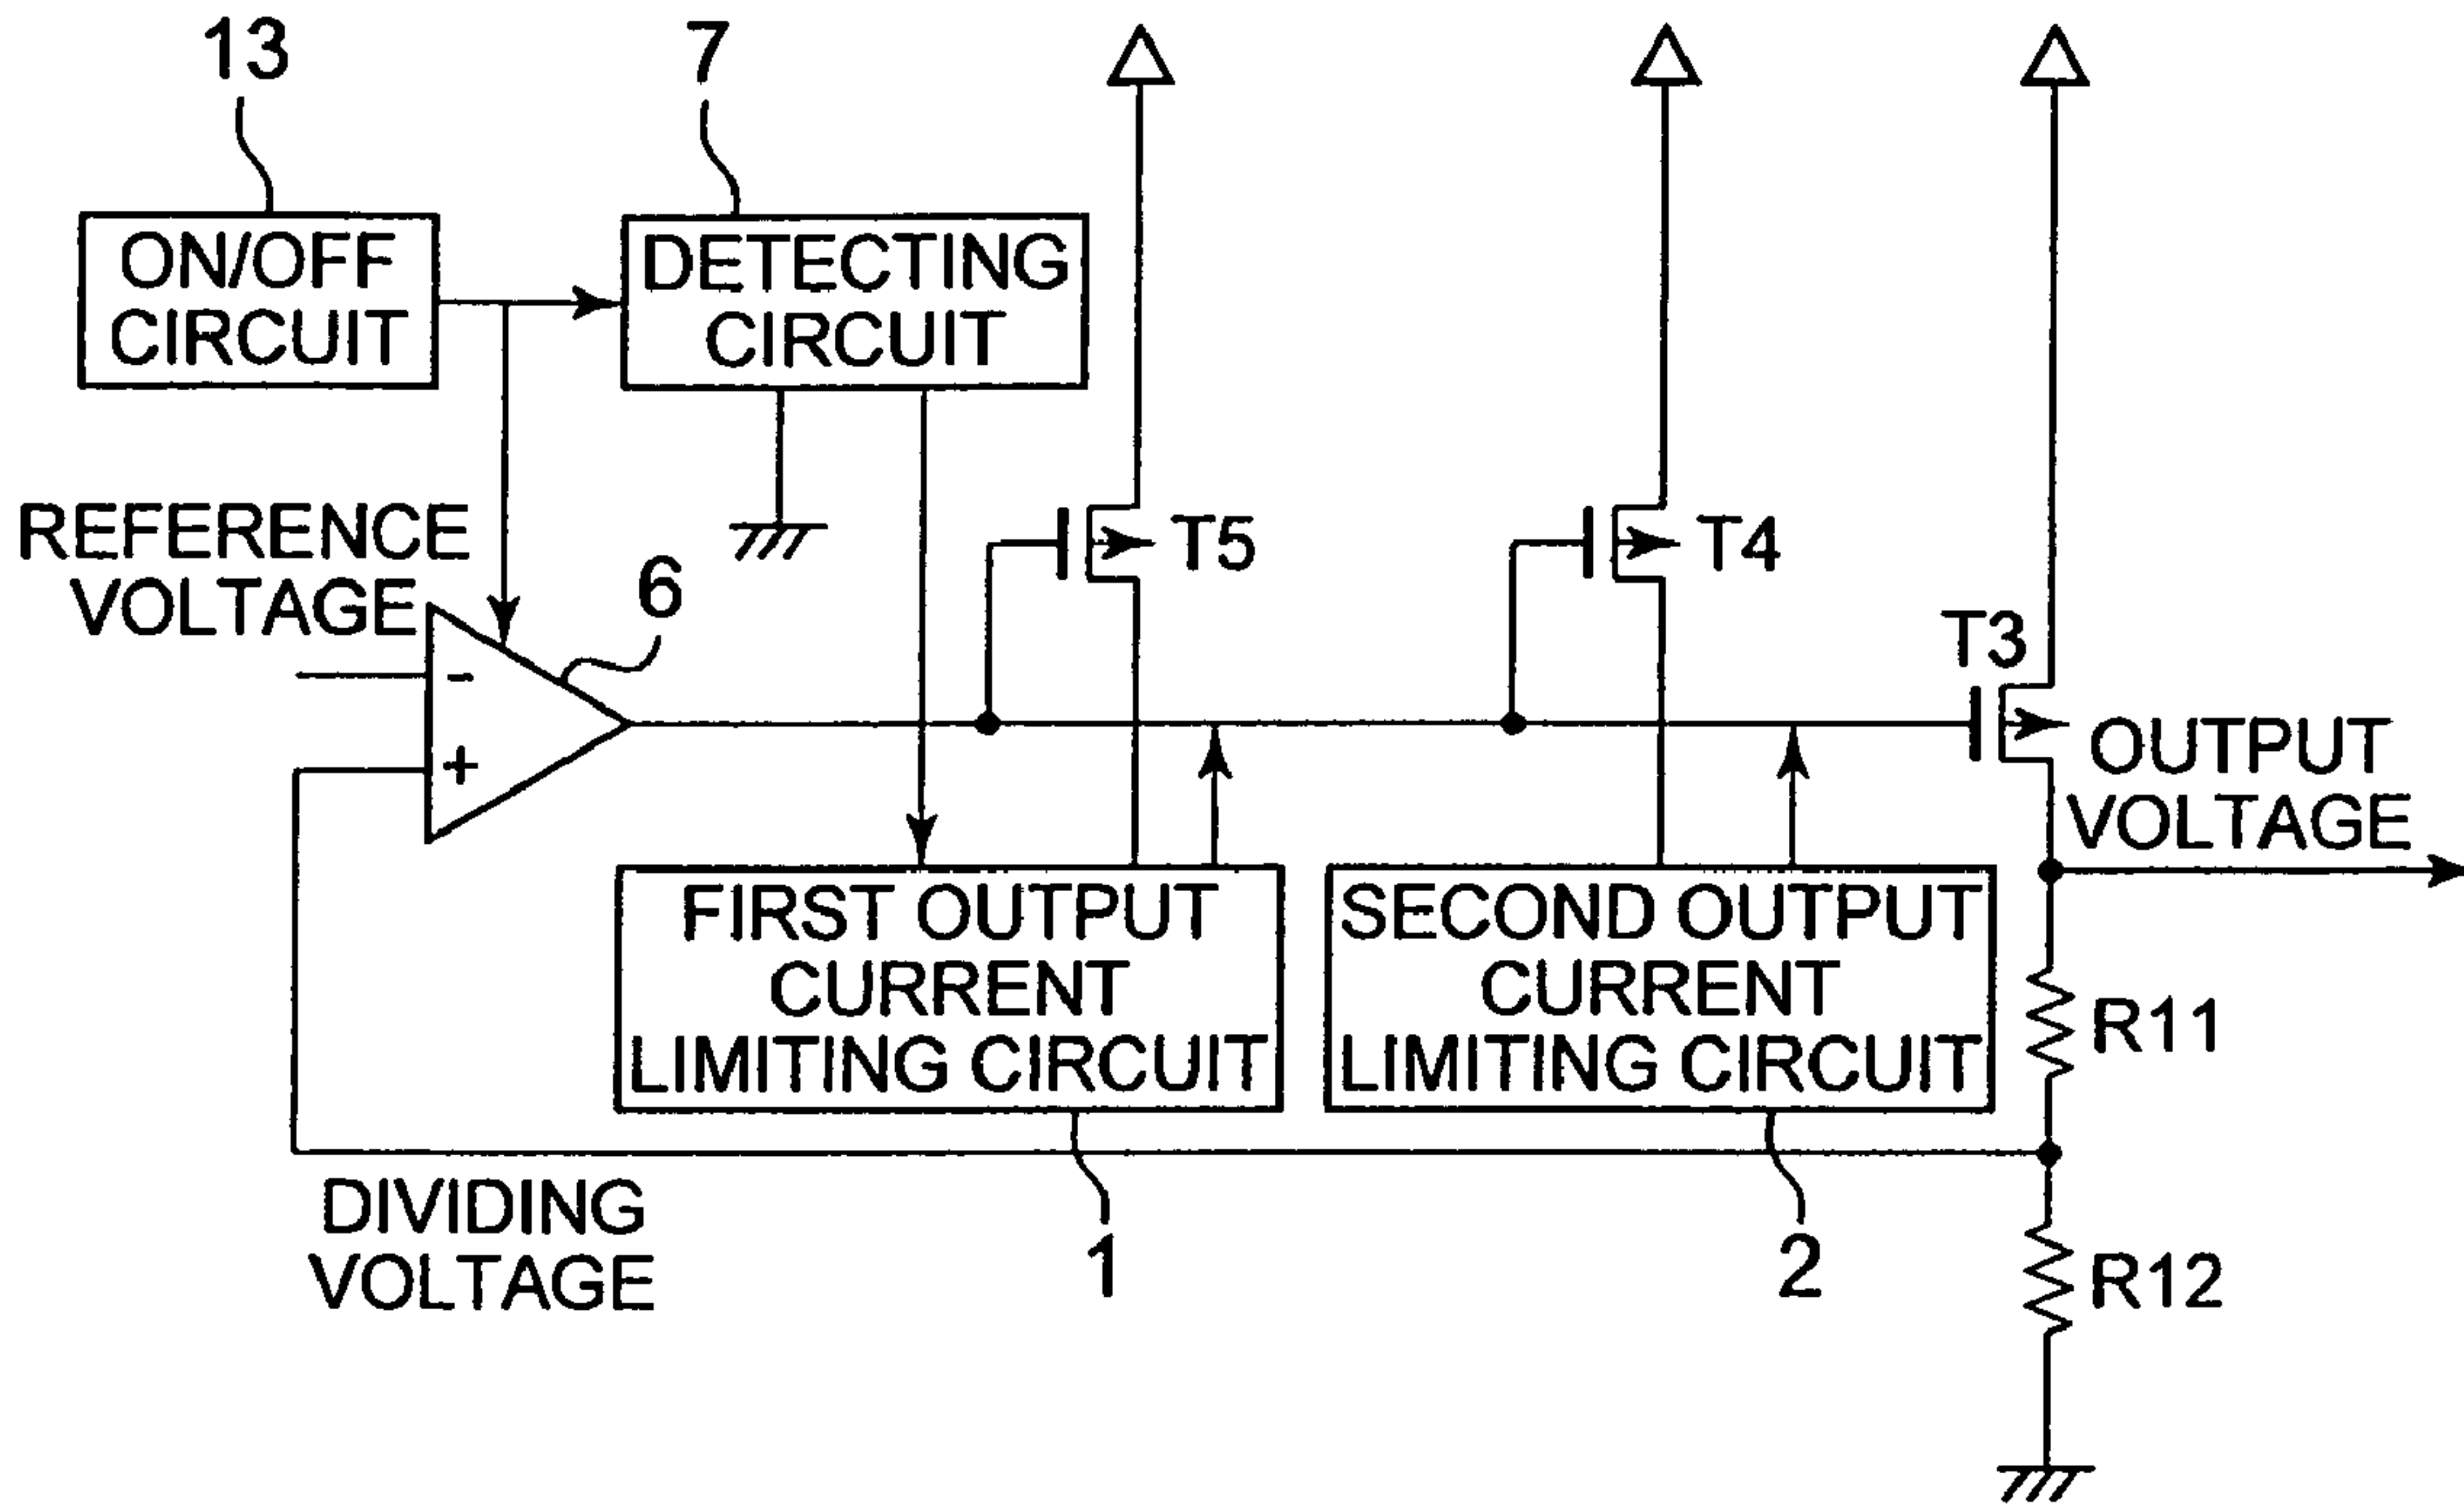 13
7
ON/OFF
CIRCUIT
DETECTING
CIRCUIT
REFERENCE
VOLTAGE
6
T5
T4
T3
-
+
OUTPUT
VOLTAGE
FIRST OUTPUT
CURRENT
LIMITING CIRCUIT
SECOND OUTPUT
CURRENT
LIMITING CIRCUIT
R11
DIVIDING
VOLTAGE
1
2
R12